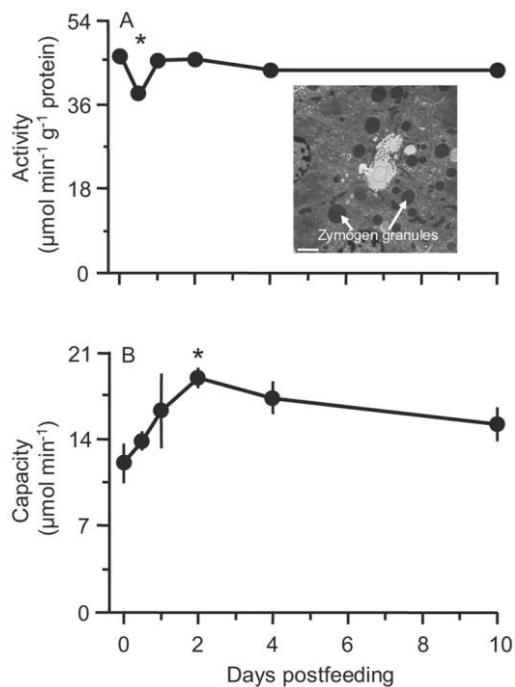 A
*
54
36
18
0
Activity
(μmol min⁻¹ g⁻¹ protein)
Zymogen granules
B
*
21
14
7
0
Capacity
(μmol min⁻¹)
0 2 4 6 8 10
Days postfeeding